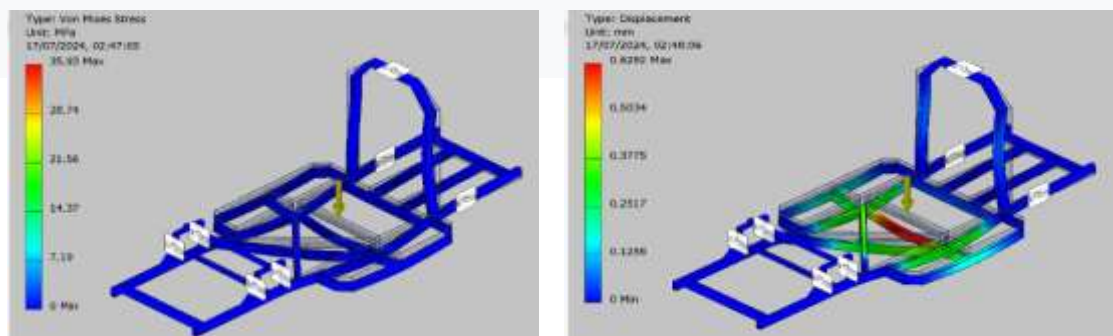 Type: Von Mises Stress
Unit: MPa
17/07/2024, 02:47:05
35.93 Max
28.74
21.56
14.37
7.19
0 Max
Type: Displacement
Unit: mm
17/07/2024, 02:48:06
0.6292 Max
0.5034
0.3775
0.2517
0.1258
0 Min